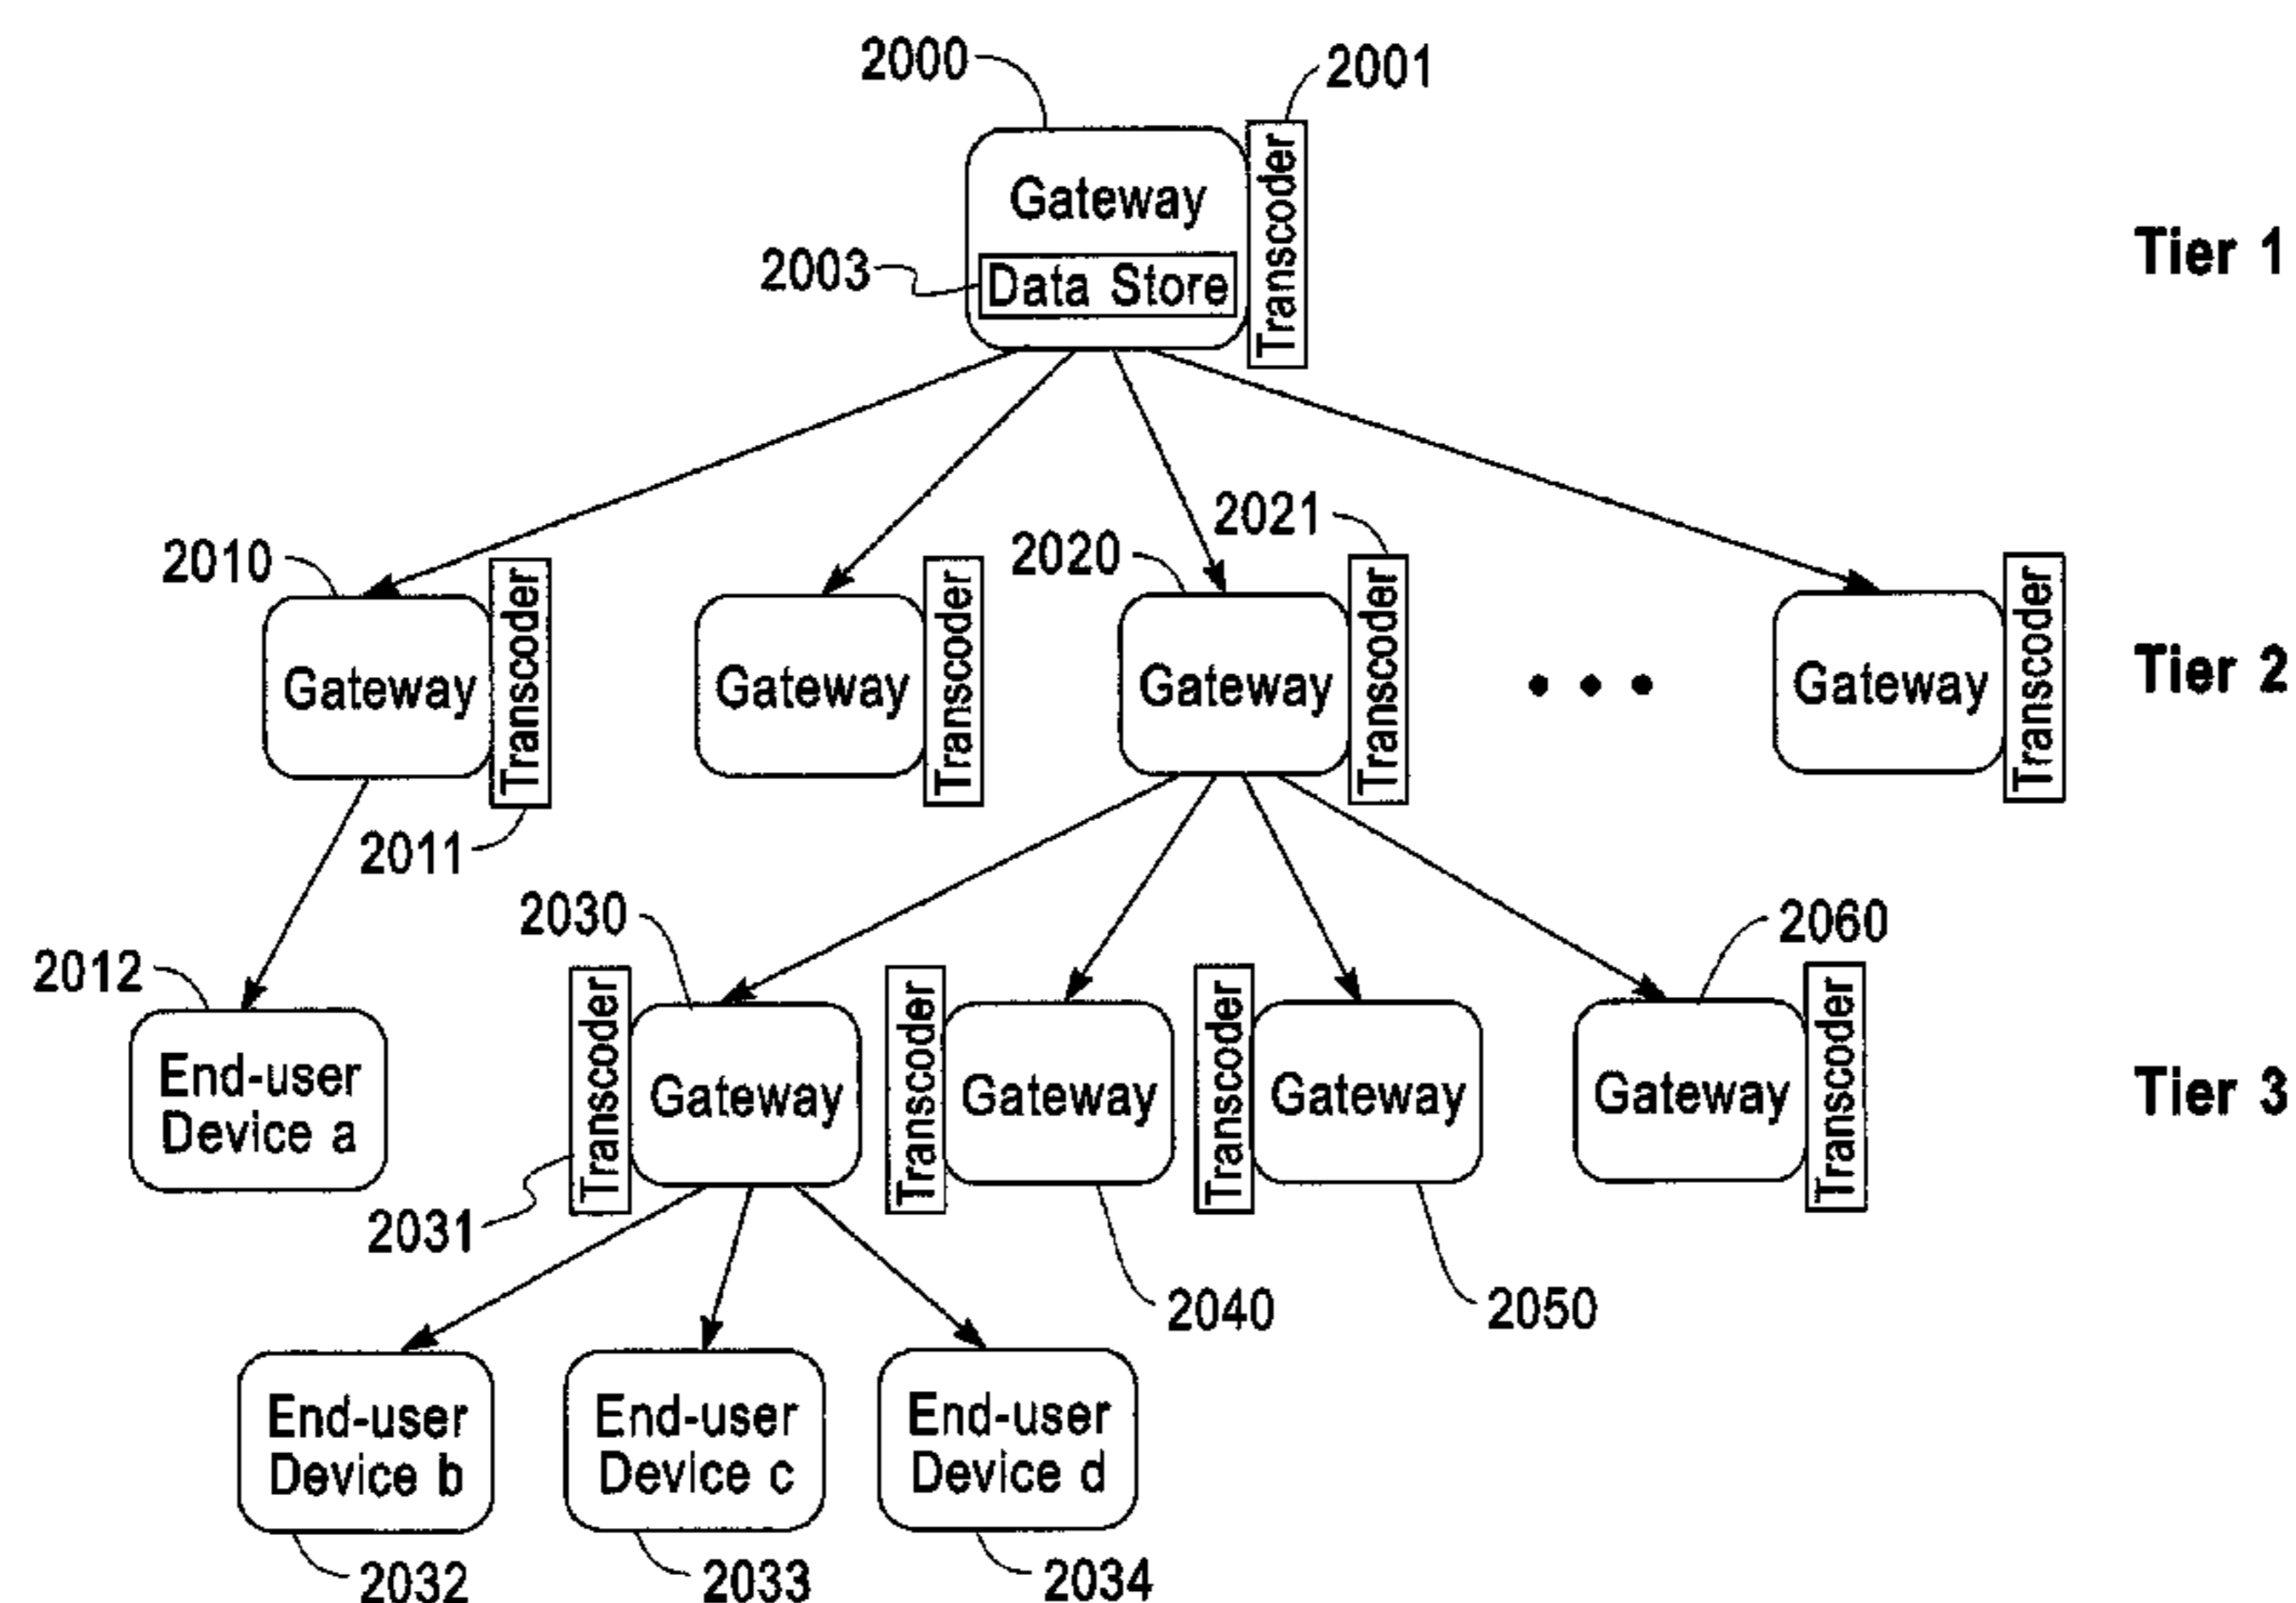 2000
2001
Gateway
Transcoder
Tier 1
2003
Data Store
2021
2010
2020
Transcoder
Transcoder
Transcoder
Transcoder
Gateway
Gateway
Gateway
• • •
Gateway
Tier 2
2011
2030
2060
2012
Transcoder
Transcoder
Transcoder
Transcoder
End-user
Device a
Gateway
Gateway
Gateway
Gateway
Tier 3
2031
2040
2050
End-user
Device b
End-user
Device c
End-user
Device d
2032
2033
2034